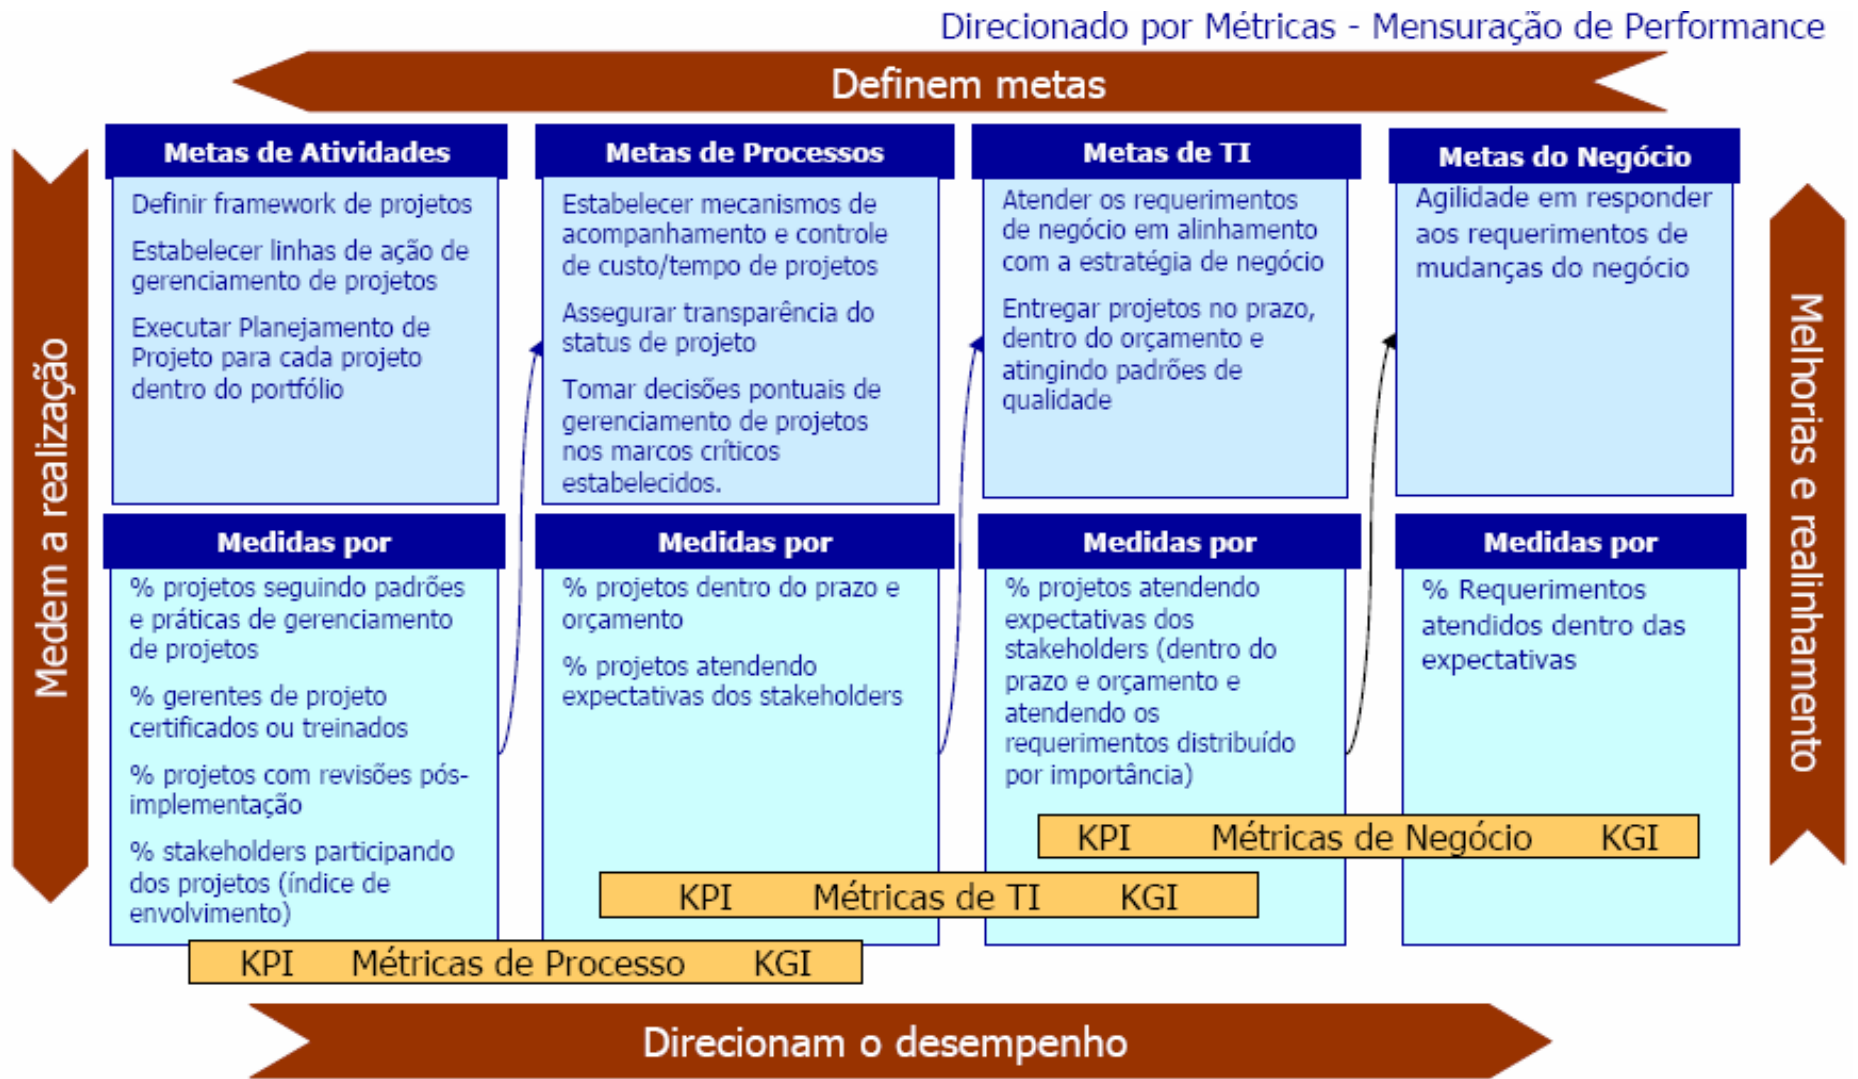 Direcionado por Métricas - Mensuração de Performance
Definem metas
Medem a realização
Metas de Atividades
Definir framework de projetos
Estabelecer linhas de ação de
gerenciamento de projetos
Executar Planejamento de
Projeto para cada projeto
dentro do portfólio
Metas de Processos
Estabelecer mecanismos de
acompanhamento e controle
de custo/tempo de projetos
Assegurar transparência do
status de projeto
Tomar decisões pontuais de
gerenciamento de projetos
nos marcos críticos
estabelecidos.
Metas de TI
Atender os requerimentos
de negócio em alinhamento
com a estratégia de negócio
Entregar projetos no prazo,
dentro do orçamento e
atingindo padrões de
qualidade
Metas do Negócio
Agilidade em responder
aos requerimentos de
mudanças do negócio
Melhorias e realinhamento
Medidas por
% projetos seguindo padrões
e práticas de gerenciamento
de projetos
% gerentes de projeto
certificados ou treinados
% projetos com revisões pós-
implementação
% stakeholders participando
dos projetos (índice de
envolvimento)
Medidas por
% projetos dentro do prazo e
orçamento
% projetos atendendo
expectativas dos stakeholders
Medidas por
% projetos atendendo
expectativas dos
stakeholders (dentro do
prazo e orçamento e
atendendo os
requerimentos distribuído
por importância)
Medidas por
% Requerimentos
atendidos dentro das
expectativas
KPI Métricas de Negócio KGI
KPI Métricas de TI KGI
KPI Métricas de Processo KGI
Direcionam o desempenho